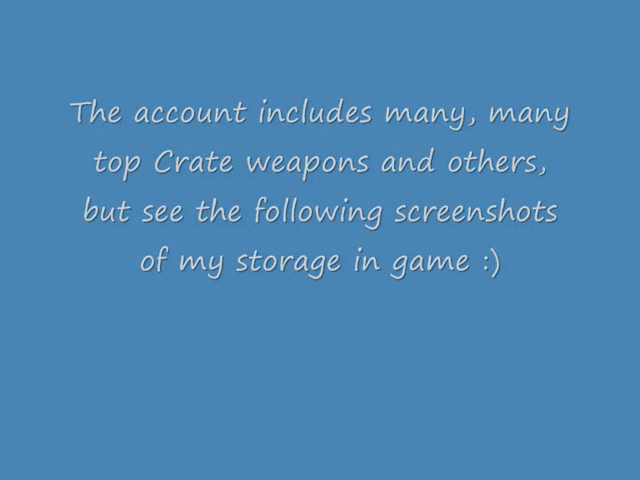 The account includes many, many
top Crate weapons and others,
but see the following screenshots
of my storage in game :)